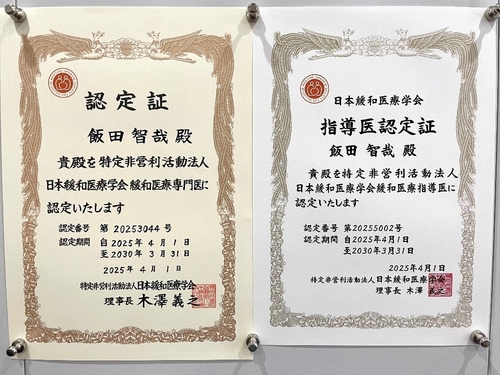 認定証
飯田 智哉 殿
貴殿を特定非営利活動法人
日本緩和医療学会 緩和医療専門医に
認定いたします
認定番号 第 20253044 号
認定期間 自 2025年 4月 1日
至 2030年 3月 31日
2025年 4月 1日
特定非営利活動法人 日本緩和医療学会
理事長 木澤義之
日本緩和医療学会
指導医認定証
飯田 智哉 殿
貴殿を特定非営利活動法人
日本緩和医療学会緩和医療指導医に
認定いたします
認定番号 第20255002号
認定期間 自2025年4月1日
至2030年3月31日
2025年4月1日
特定非営利活動法人 日本緩和医療学会
理事長 木澤 義之